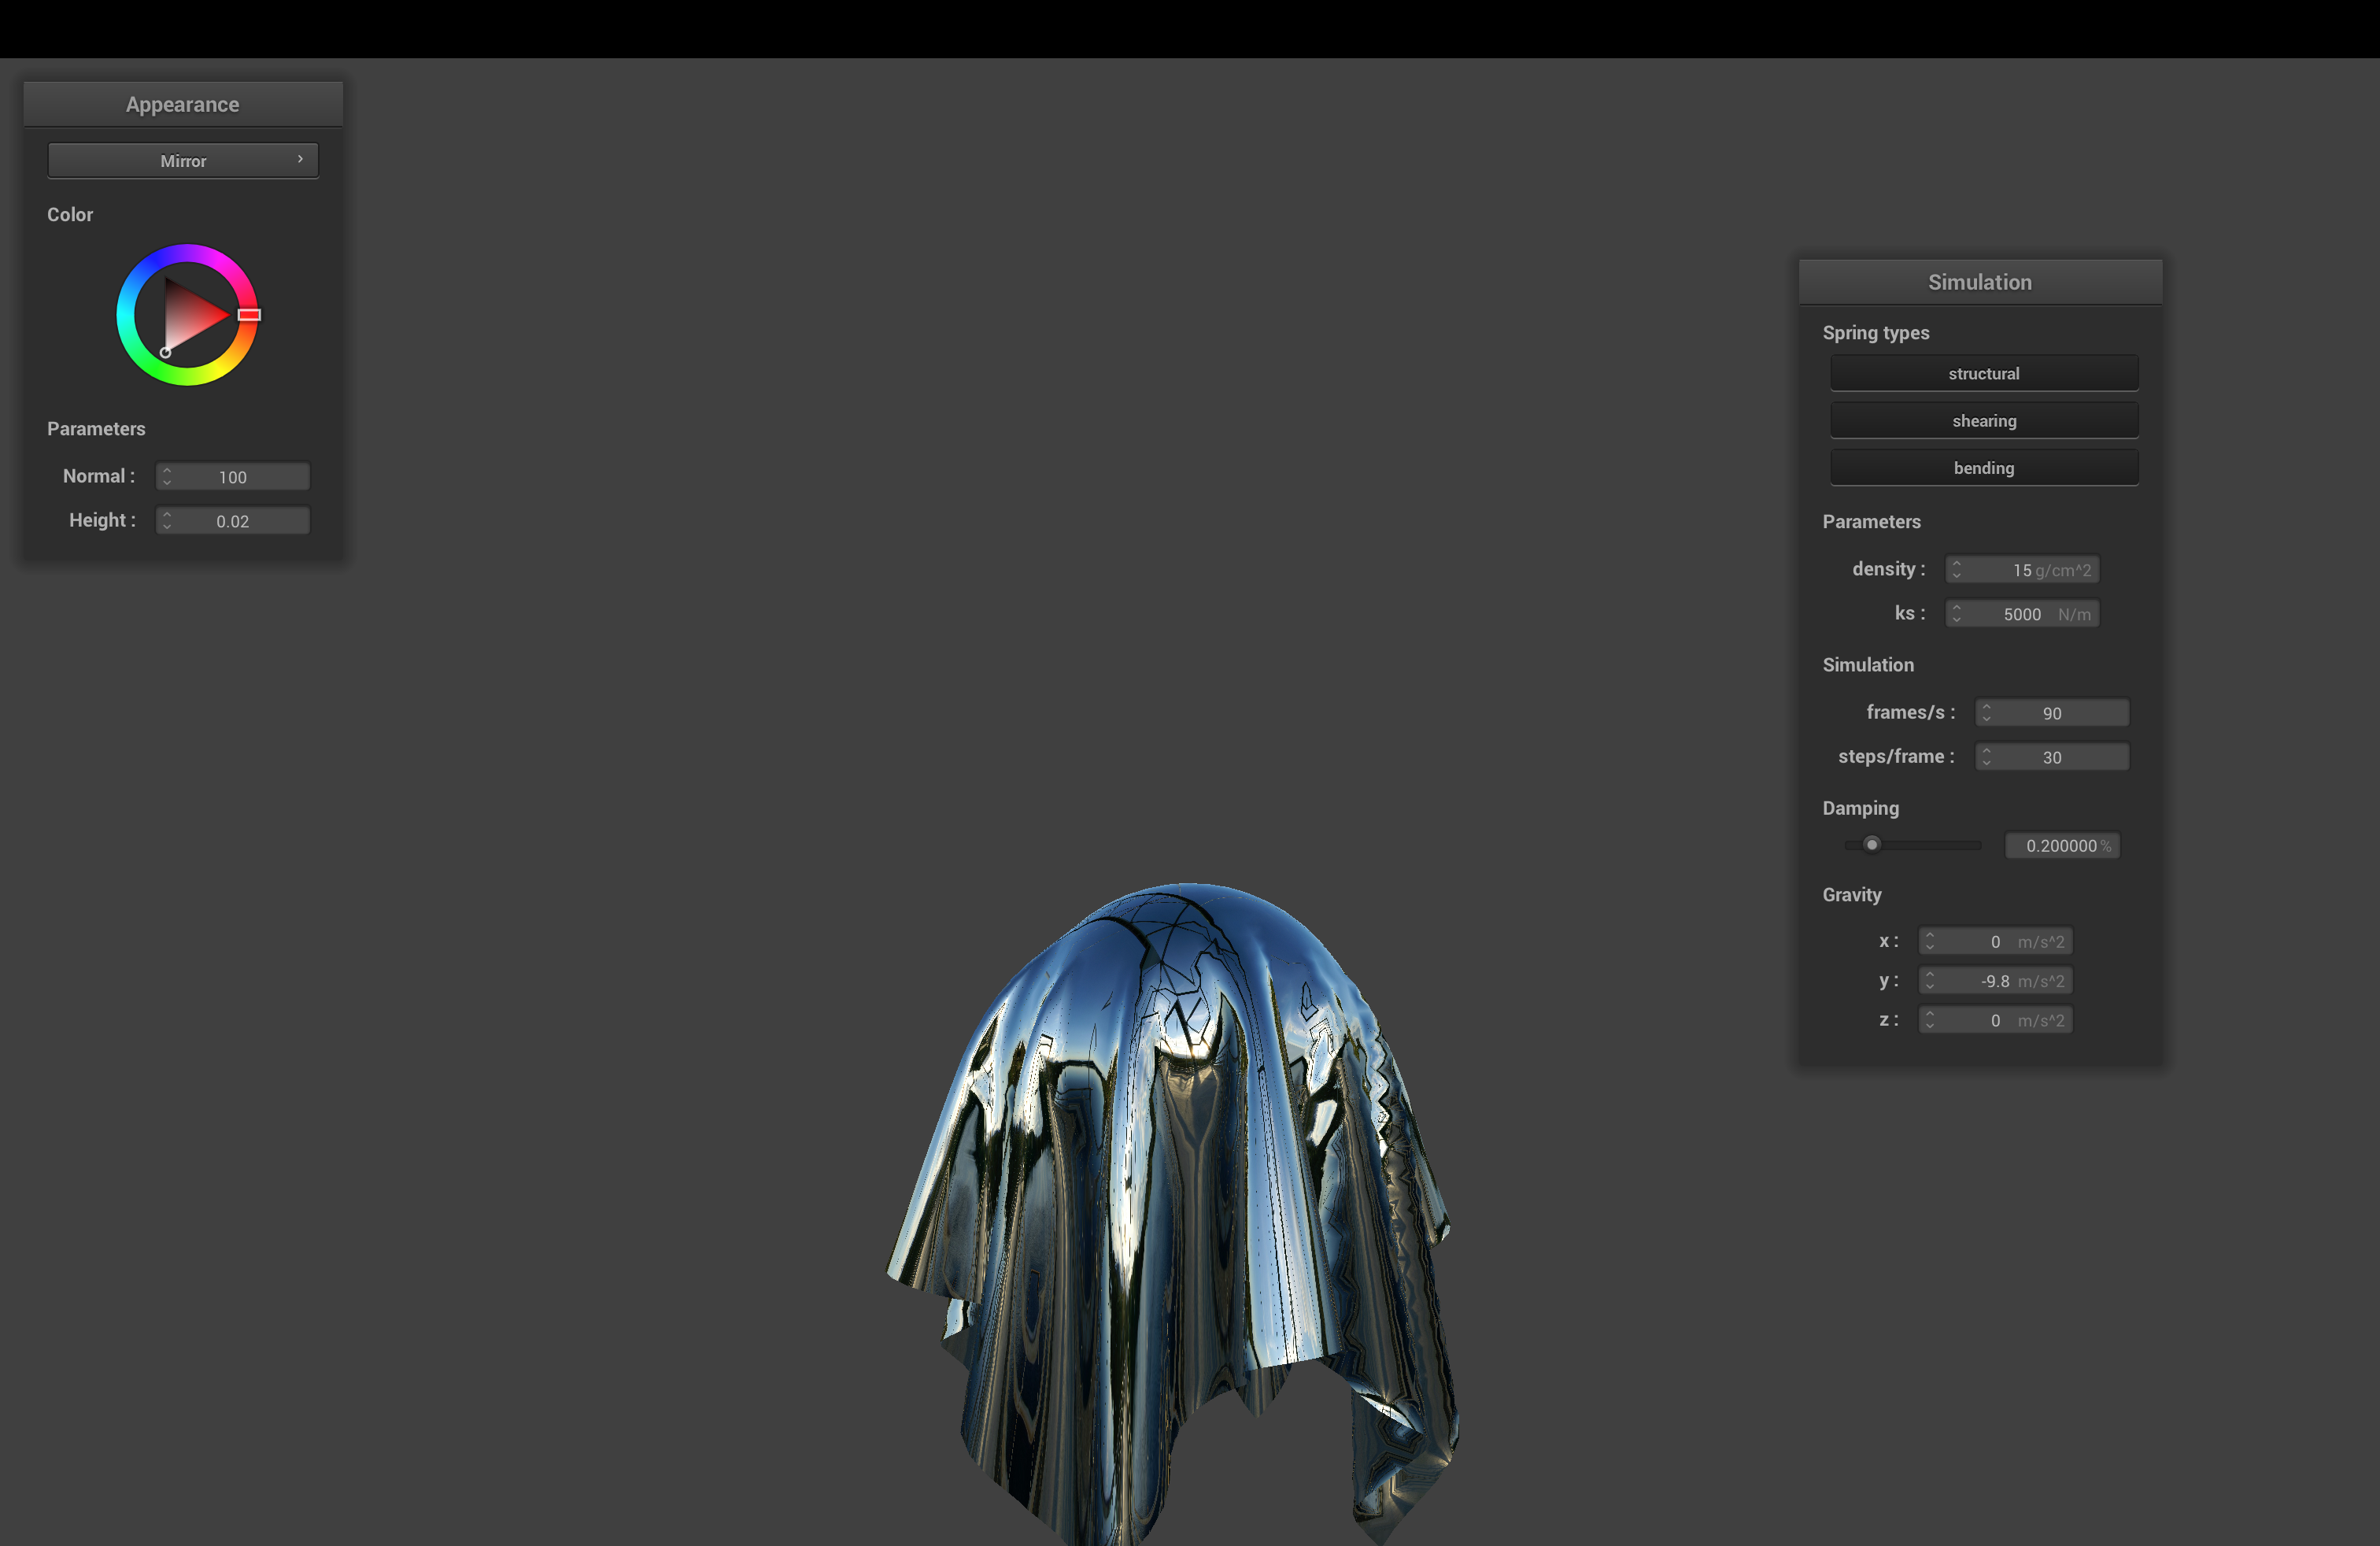 Appearance
Mirror
Color
Parameters
Normal : 100
Height : 0.02
Simulation
Spring types
structural
shearing
bending
Parameters
density : 15 g/cm^2
ks : 5000 N/m
Simulation
frames/s : 90
steps/frame : 30
Damping
0.200000 %
Gravity
x : 0 m/s^2
y : -9.8 m/s^2
z : 0 m/s^2